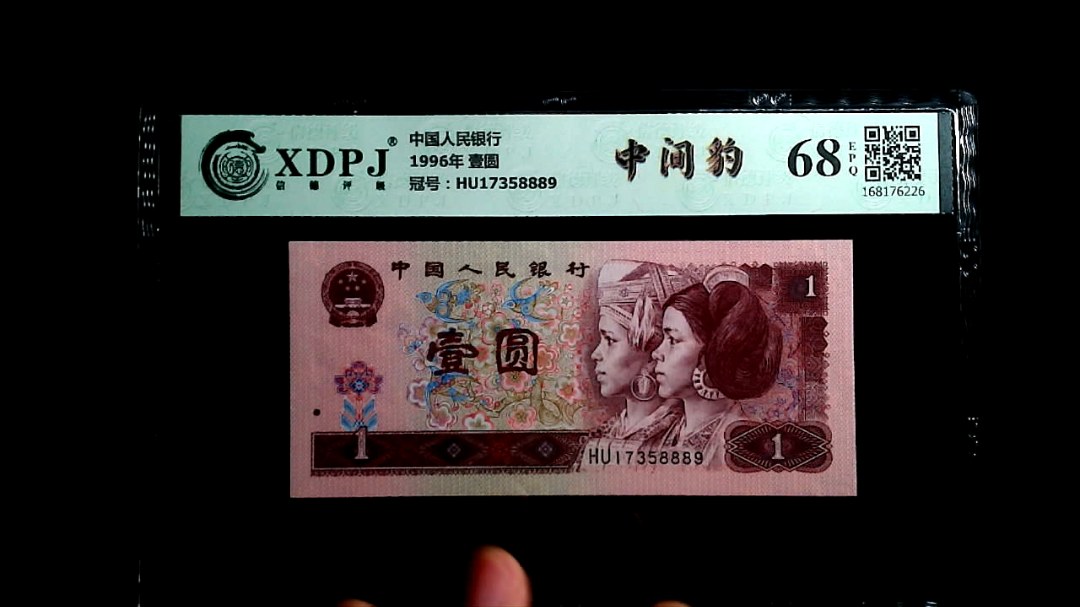 XDPJ®
信德评级
中国人民银行
1996年 壹圆
冠号：HU17358889
中间豹
68
EPQ
168176226
中国人民银行
壹圆
1
1
HU17358889
1